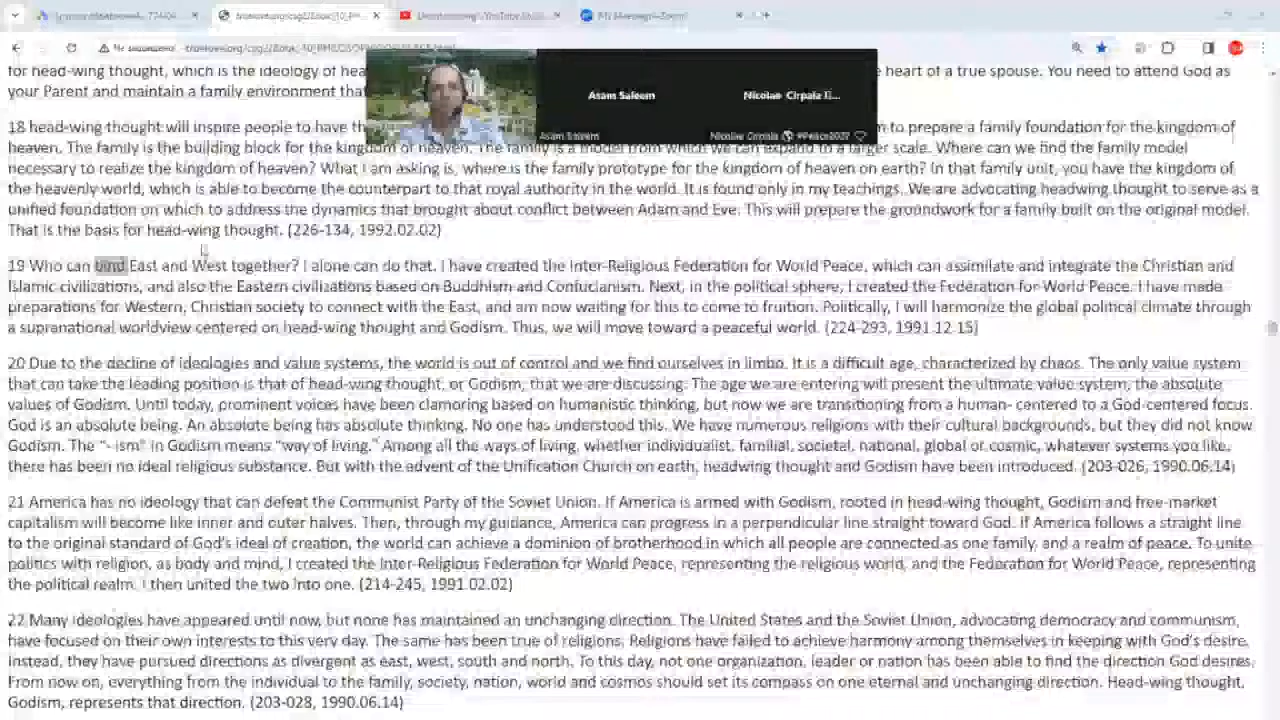 Не защищено
My Meetings - Zoom
for head-wing thought, which is the ideology of hea
e heart of a true spouse. You need to attend God as
your Parent and maintain a family environment that
Asam Saleem
Nicolae Cirpala
Asam Saleem
Nicolae Cirpala
18 head-wing thought will inspire people to have th
m to prepare a family foundation for the kingdom of
heaven. The family is the building block for the kingdom of heaven. The family is a model from which we can expand to a larger scale. Where can we find the family model
necessary to realize the kingdom of heaven? What I am asking is, where is the family prototype for the kingdom of heaven on earth? In that family unit, you have the kingdom of
the heavenly world, which is able to become the counterpart to that royal authority in the world. It is found only in my teachings. We are advocating headwing thought to serve as a
unified foundation on which to address the dynamics that brought about conflict between Adam and Eve. This will prepare the groundwork for a family built on the original model.
That is the basis for head-wing thought. (226-134, 1992.02.02)
19 Who can bind East and West together? I alone can do that. I have created the Inter-Religious Federation for World Peace, which can assimilate and integrate the Christian and
Islamic civilizations, and also the Eastern civilizations based on Buddhism and Confucianism. Next, in the political sphere, I created the Federation for World Peace. I have made
preparations for Western, Christian society to connect with the East, and am now waiting for this to come to fruition. Politically, I will harmonize the global political climate through
a supranational worldview centered on head-wing thought and Godism. Thus, we will move toward a peaceful world. (224-293, 1991.12.15)
20 Due to the decline of ideologies and value systems, the world is out of control and we find ourselves in limbo. It is a difficult age, characterized by chaos. The only value system
that can take the leading position is that of head-wing thought, or Godism, that we are discussing. The age we are entering will present the ultimate value system, the absolute
values of Godism. Until today, prominent voices have been clamoring based on humanistic thinking, but now we are transitioning from a human- centered to a God-centered focus.
God is an absolute being. An absolute being has absolute thinking. No one has understood this. We have numerous religions with their cultural backgrounds, but they did not know
Godism. The “- ism” in Godism means “way of living.” Among all the ways of living, whether individualist, familial, societal, national, global or cosmic, whatever systems you like,
there has been no ideal religious substance. But with the advent of the Unification Church on earth, headwing thought and Godism have been introduced. (203-026, 1990.06.14)
21 America has no ideology that can defeat the Communist Party of the Soviet Union. If America is armed with Godism, rooted in head-wing thought, Godism and free-market
capitalism will become like inner and outer halves. Then, through my guidance, America can progress in a perpendicular line straight toward God. If America follows a straight line
to the original standard of God’s ideal of creation, the world can achieve a dominion of brotherhood in which all people are connected as one family, and a realm of peace. To unite
politics with religion, as body and mind, I created the Inter-Religious Federation for World Peace, representing the religious world, and the Federation for World Peace, representing
the political realm. I then united the two into one. (214-245, 1991.02.02)
22 Many ideologies have appeared until now, but none has maintained an unchanging direction. The United States and the Soviet Union, advocating democracy and communism,
have focused on their own interests to this very day. The same has been true of religions. Religions have failed to achieve harmony among themselves in keeping with God’s desire.
Instead, they have pursued directions as divergent as east, west, south and north. To this day, not one organization, leader or nation has been able to find the direction God desires.
From now on, everything from the individual to the family, society, nation, world and cosmos should set its compass on one eternal and unchanging direction. Head-wing thought,
Godism, represents that direction. (203-028, 1990.06.14)